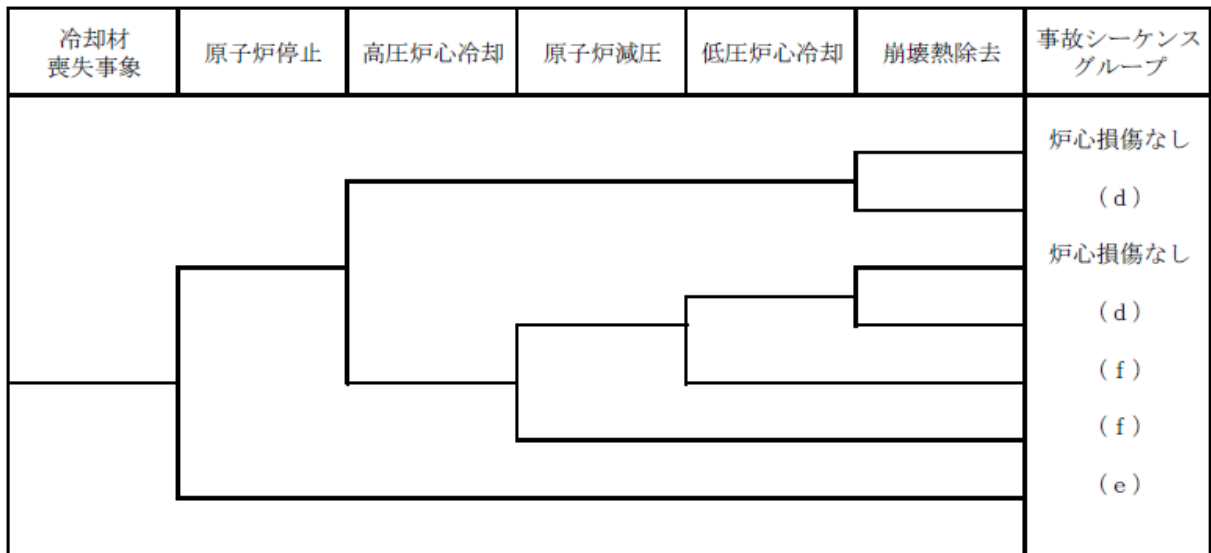 冷却材
喪失事象
原子炉停止
高圧炉心冷却
原子炉減圧
低圧炉心冷却
崩壊熱除去
事故シーケンス
グループ
炉心損傷なし
(d)
炉心損傷なし
(d)
(f)
(f)
(e)